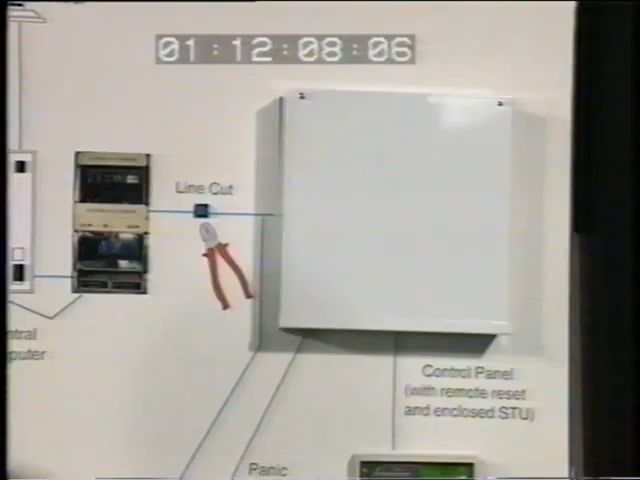 01:12:08:06
Line Cut
ntral
puter
Control Panel
(with remote reset
and enclosed STU)
Panic